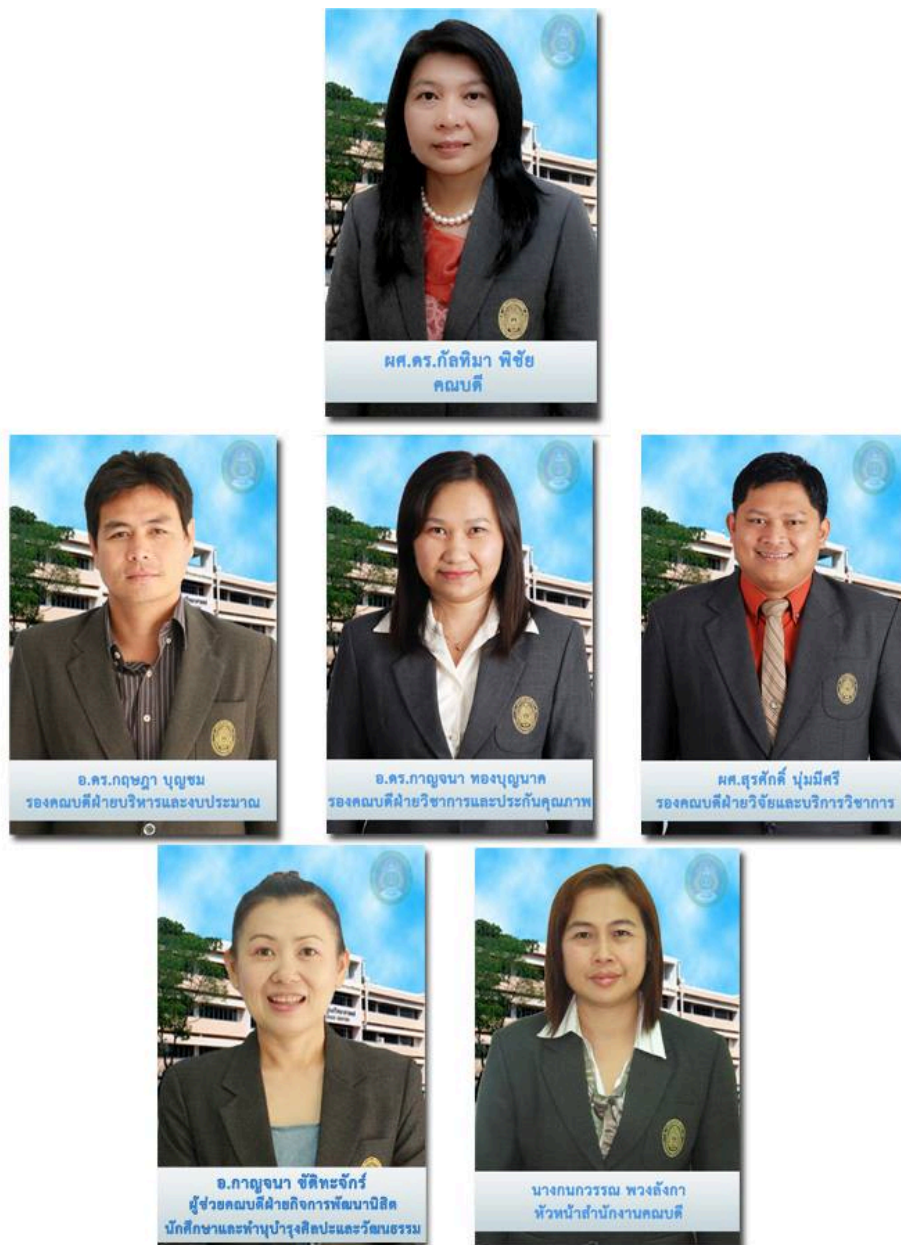 ผศ.ดร.กัลทิมา พิชัย
คณบดี
อ.ดร.กฤษฎา บุญชม
รองคณบดีฝ่ายบริหารและงบประมาณ
อ.ดร.กาญจนา ทองบุญนาค
รองคณบดีฝ่ายวิชาการและประกันคุณภาพ
ผศ.สุรศักดิ์ นุ่มมีศรี
รองคณบดีฝ่ายวิจัยและบริการวิชาการ
อ.กาญจนา ขัติทะจักร์
ผู้ช่วยคณบดีฝ่ายกิจการพัฒนานิสิต
นักศึกษาและทำนุบำรุงศิลปะและวัฒนธรรม
นางกนกวรรณ พวงลังกา
หัวหน้าสำนักงานคณบดี